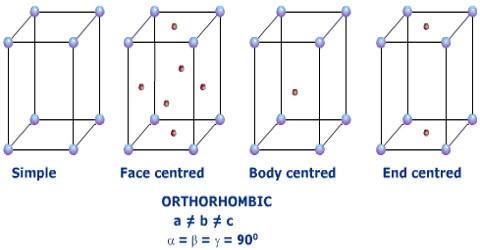 Simple Face centred Body centred End centred
ORTHORHOMBIC
a ≠ b ≠ c
α = β = γ = 90⁰